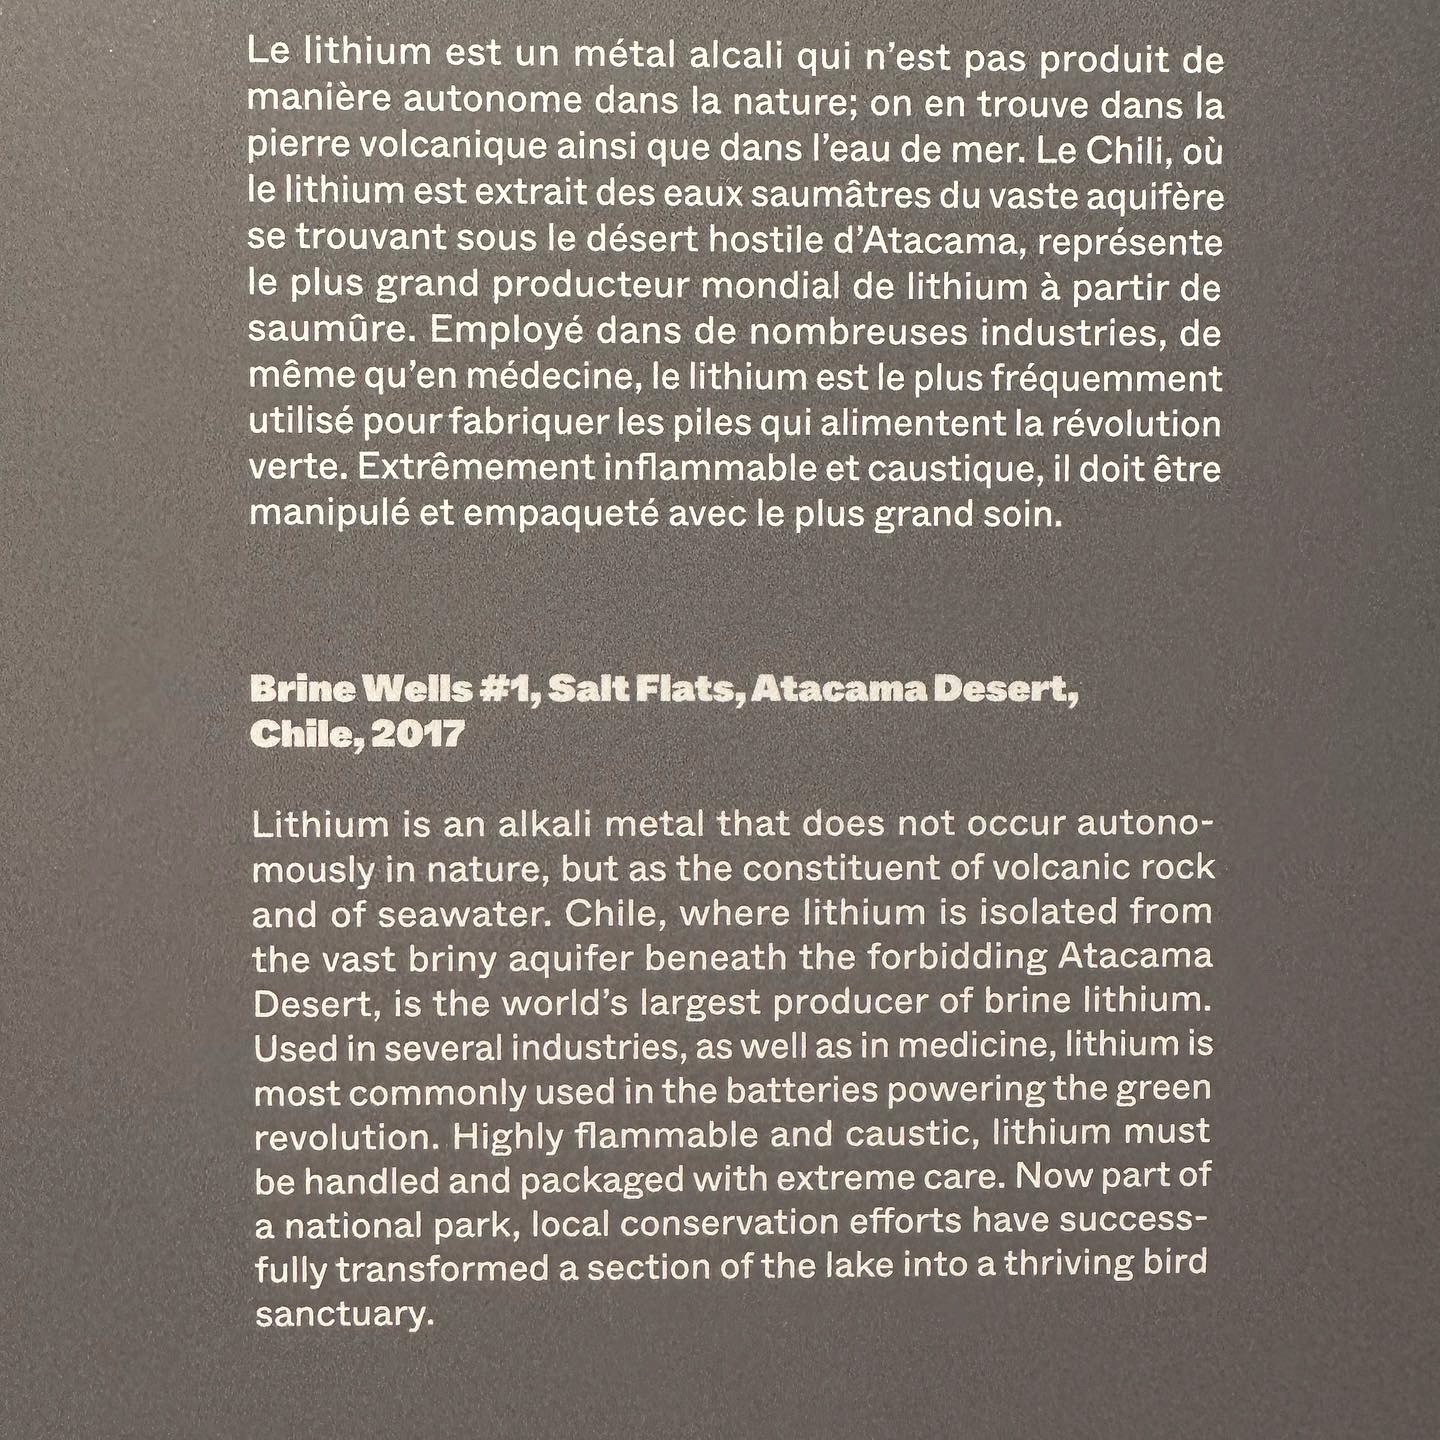 Le lithium est un métal alcali qui n’est pas produit de
manière autonome dans la nature; on en trouve dans la
pierre volcanique ainsi que dans l’eau de mer. Le Chili, où
le lithium est extrait des eaux saumâtres du vaste aquifère
se trouvant sous le désert hostile d’Atacama, représente
le plus grand producteur mondial de lithium à partir de
saumûre. Employé dans de nombreuses industries, de
même qu’en médecine, le lithium est le plus fréquemment
utilisé pour fabriquer les piles qui alimentent la révolution
verte. Extrêmement inflammable et caustique, il doit être
manipulé et empaqueté avec le plus grand soin.
Brine Wells #1, Salt Flats, Atacama Desert,
Chile, 2017
Lithium is an alkali metal that does not occur autono-
mously in nature, but as the constituent of volcanic rock
and of seawater. Chile, where lithium is isolated from
the vast briny aquifer beneath the forbidding Atacama
Desert, is the world’s largest producer of brine lithium.
Used in several industries, as well as in medicine, lithium is
most commonly used in the batteries powering the green
revolution. Highly flammable and caustic, lithium must
be handled and packaged with extreme care. Now part of
a national park, local conservation efforts have success-
fully transformed a section of the lake into a thriving bird
sanctuary.